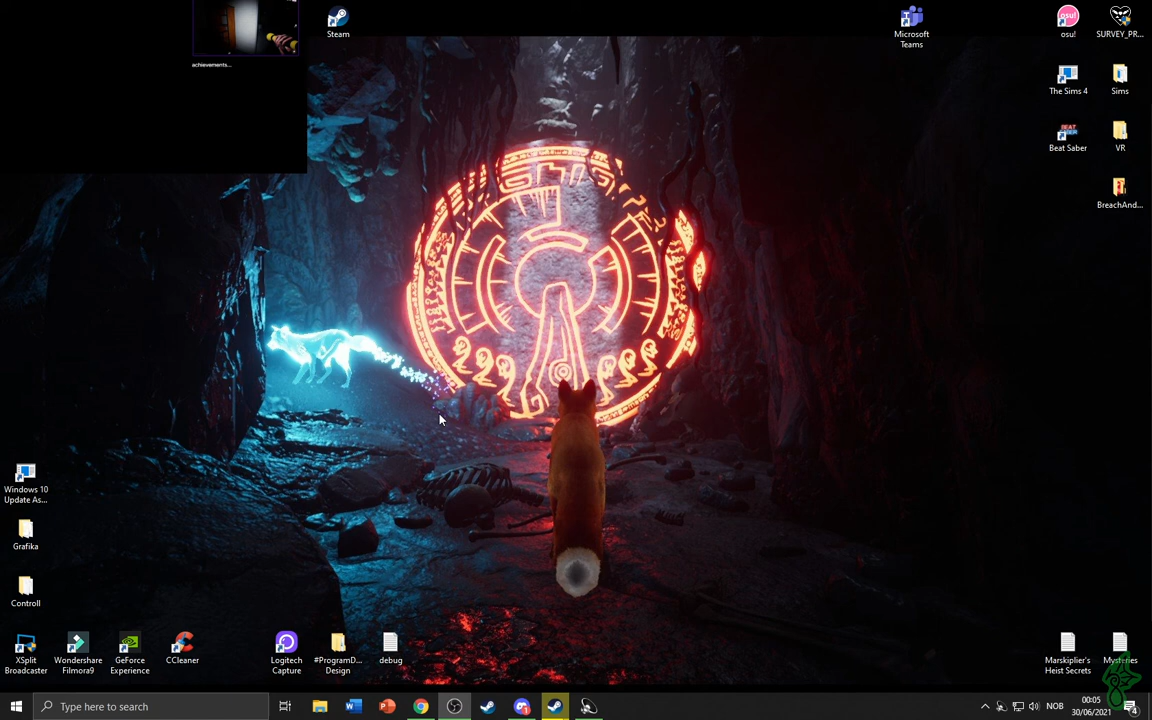 achievements...
Steam
Microsoft
Teams
osu!
osu!
SURVEY_PR...
The Sims 4
Sims
Beat Saber
VR
BreachAnd...
Windows 10
Update As...
Grafika
Controll
XSplit
Broadcaster
Wondershare
Filmora9
GeForce
Experience
CCleaner
Logitech
Capture
#ProgramD...
Design
debug
Markiplier's
Heist Secrets
Mysteries
Type here to search
NOB
00:05
30/06/2021
4